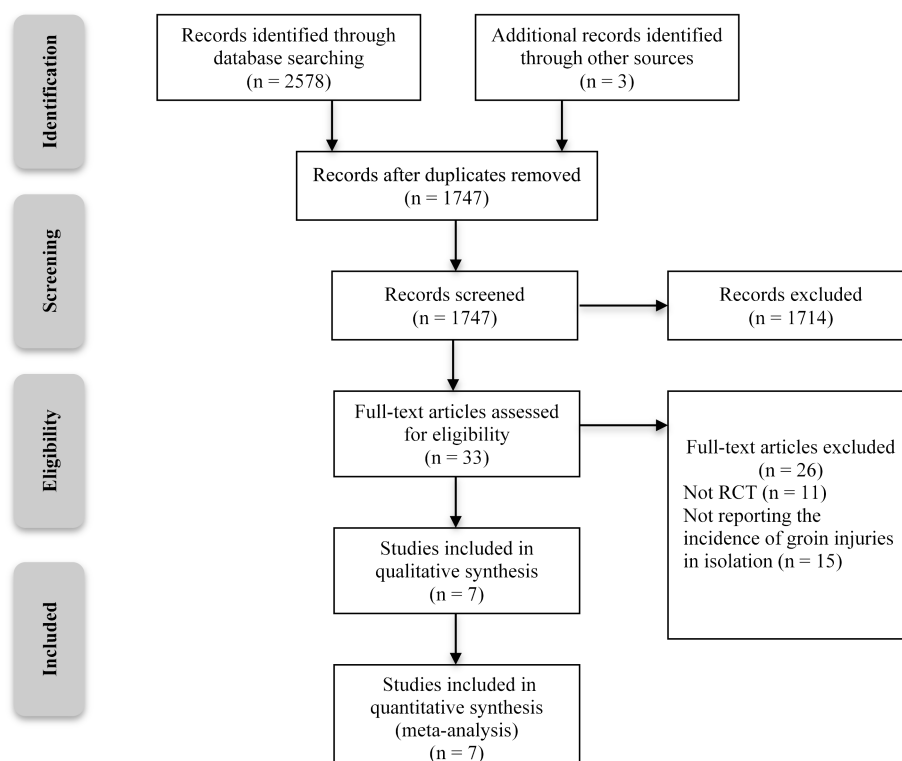 Identification
Records identified through
database searching
(n = 2578)
Additional records identified
through other sources
(n = 3)
Records after duplicates removed
(n = 1747)
Screening
Records screened
(n = 1747)
Records excluded
(n = 1714)
Eligibility
Full-text articles assessed
for eligibility
(n = 33)
Full-text articles excluded
(n = 26)
Not RCT (n = 11)
Not reporting the
incidence of groin injuries
in isolation (n = 15)
Studies included in
qualitative synthesis
(n = 7)
Included
Studies included in
quantitative synthesis
(meta-analysis)
(n = 7)